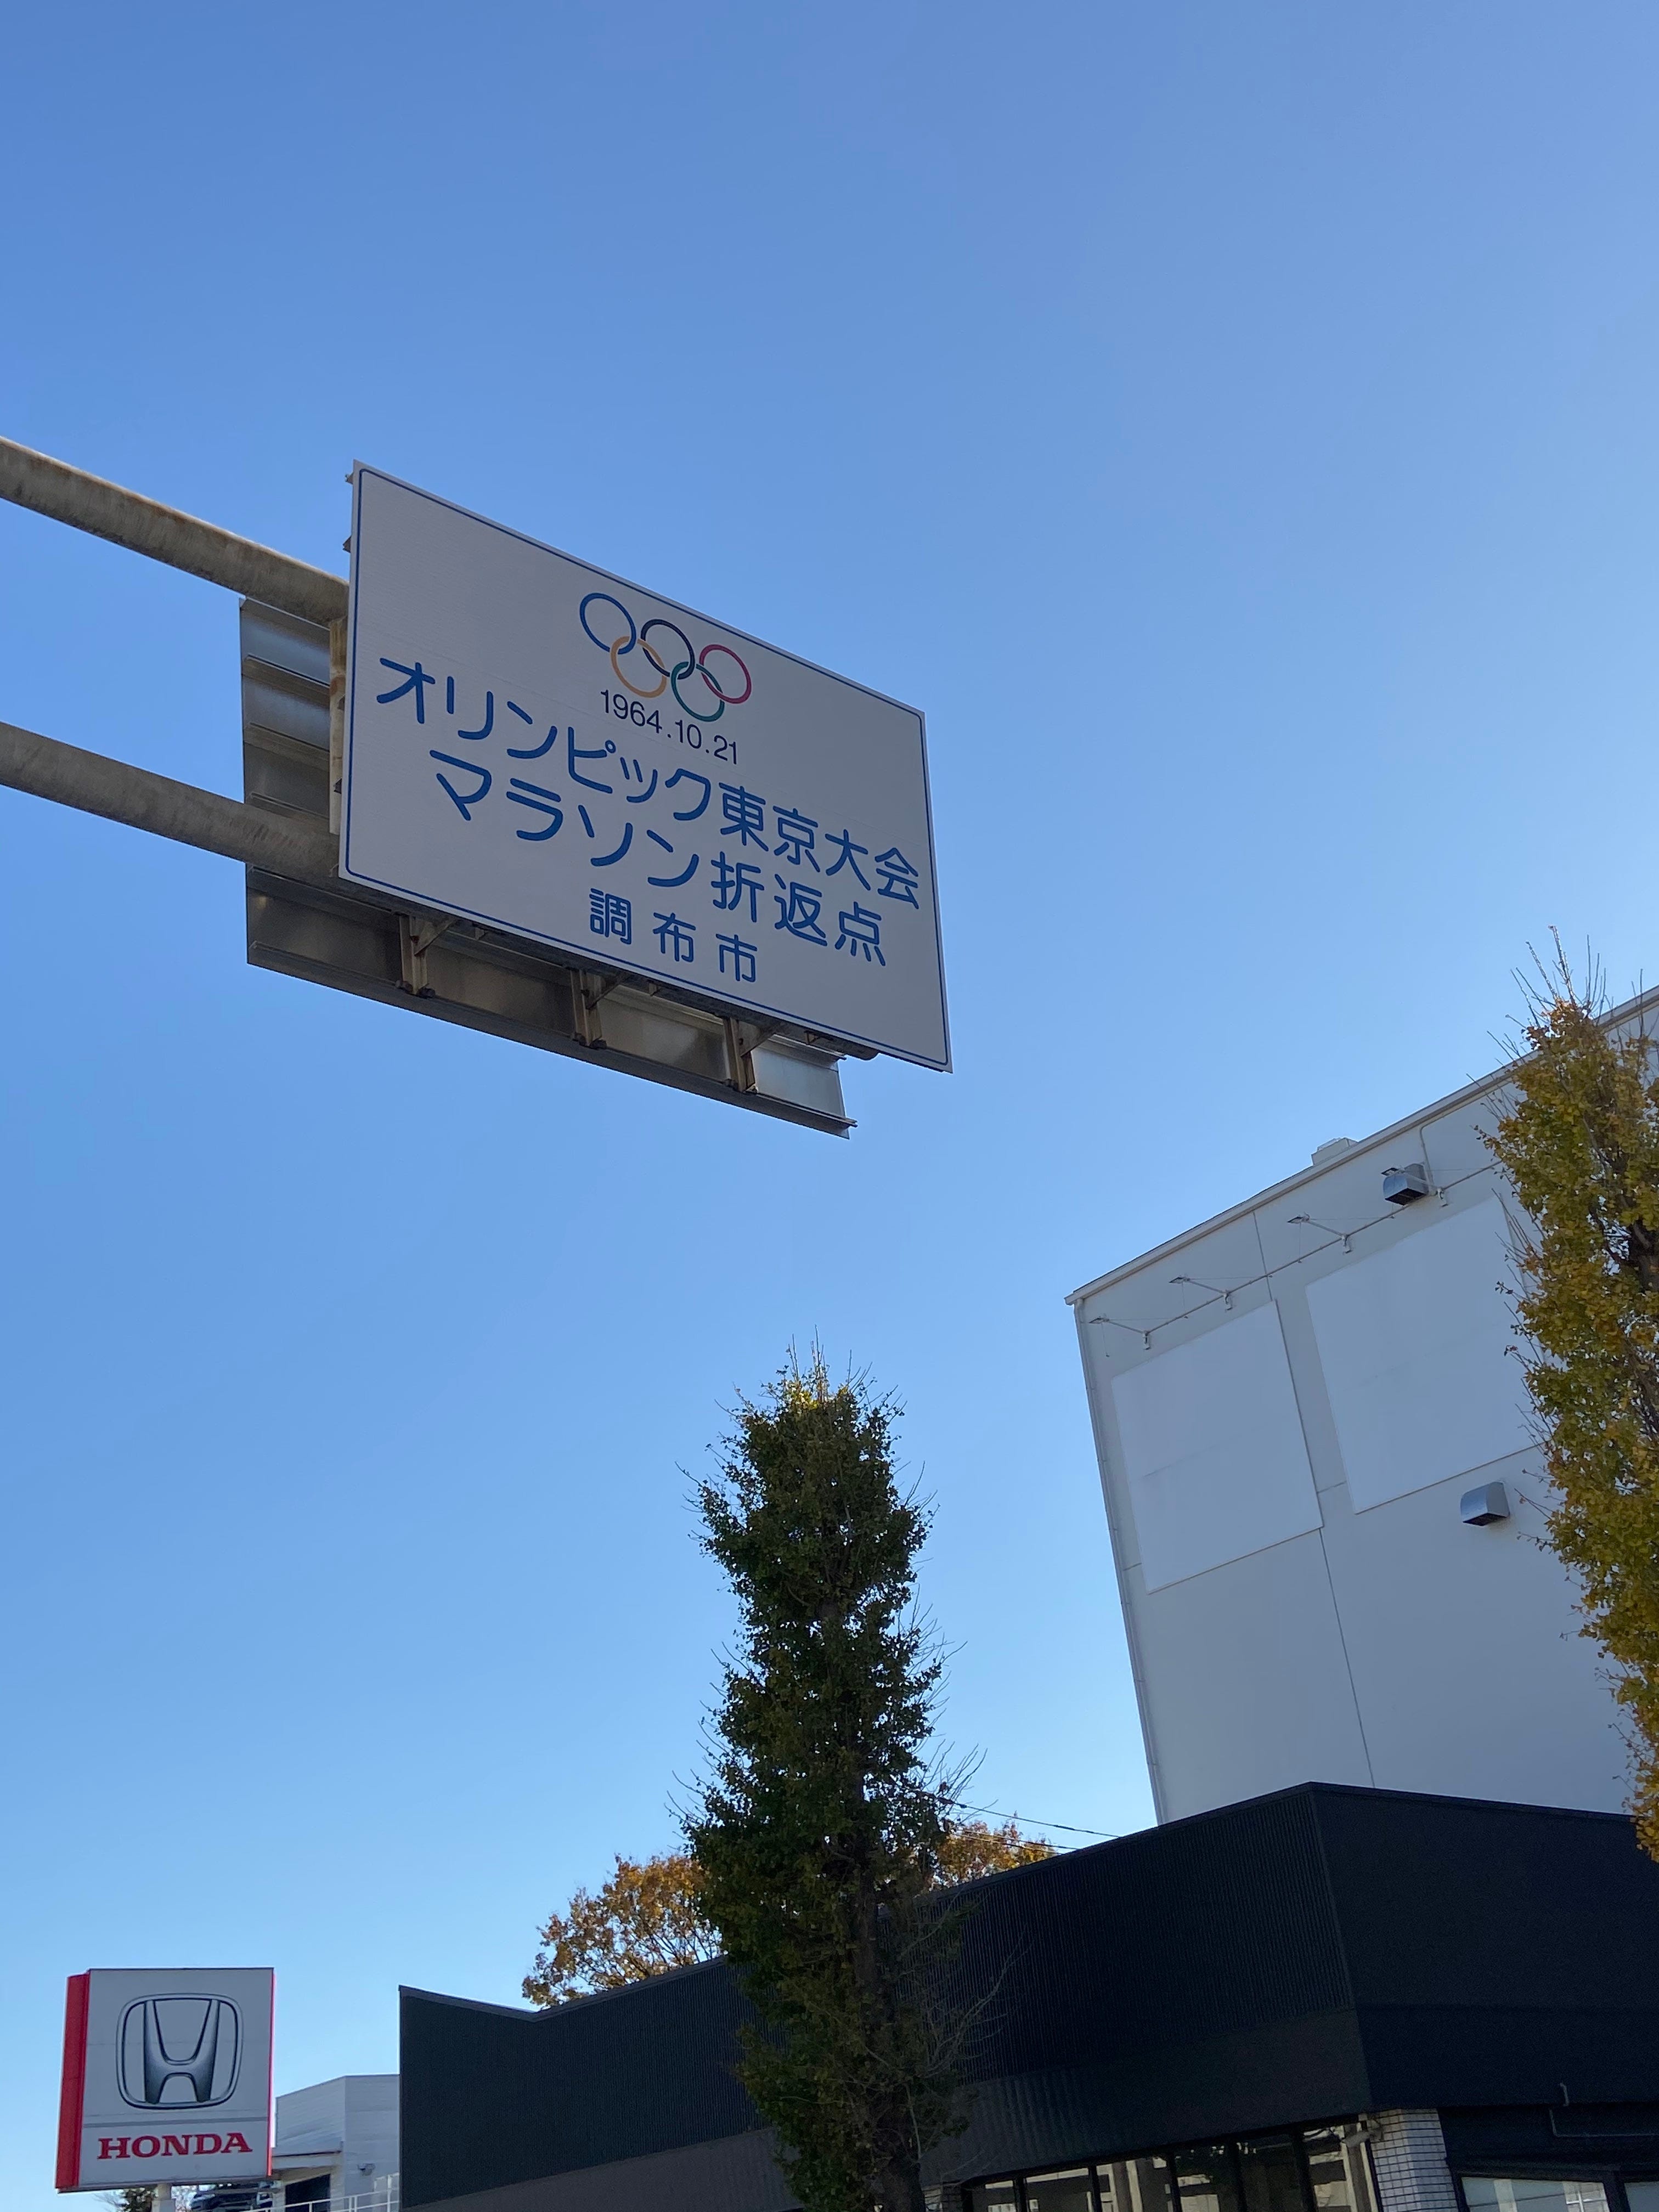 1964.10.21
オリンピック東京大会
マラソン折返点
調布市
HONDA